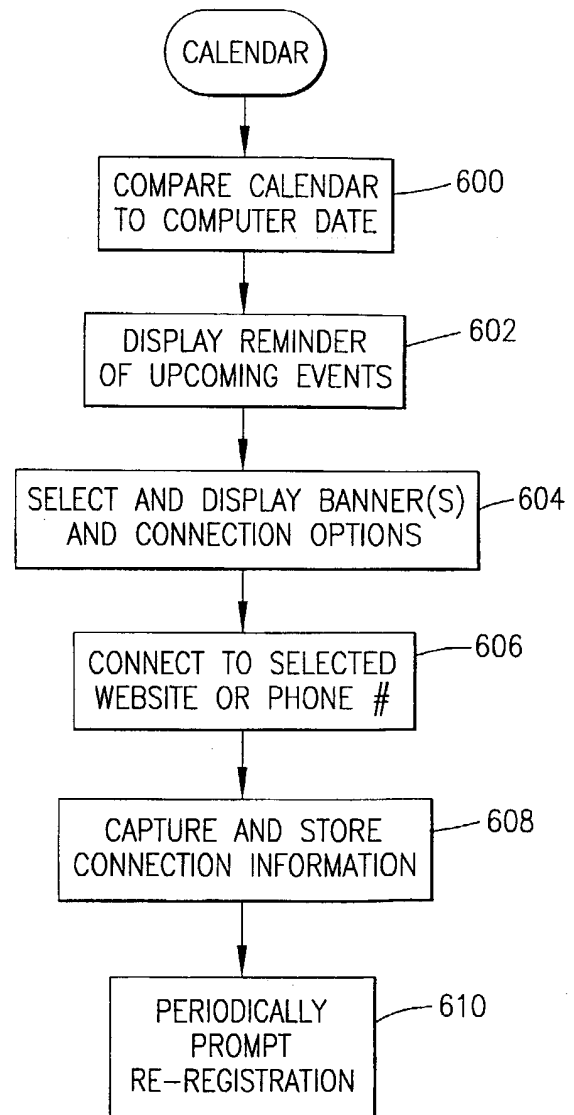 CALENDAR
COMPARE CALENDAR
TO COMPUTER DATE
600
DISPLAY REMINDER
OF UPCOMING EVENTS
602
SELECT AND DISPLAY BANNER(S)
AND CONNECTION OPTIONS
604
CONNECT TO SELECTED
WEBSITE OR PHONE #
606
CAPTURE AND STORE
CONNECTION INFORMATION
608
PERIODICALLY
PROMPT
RE-REGISTRATION
610